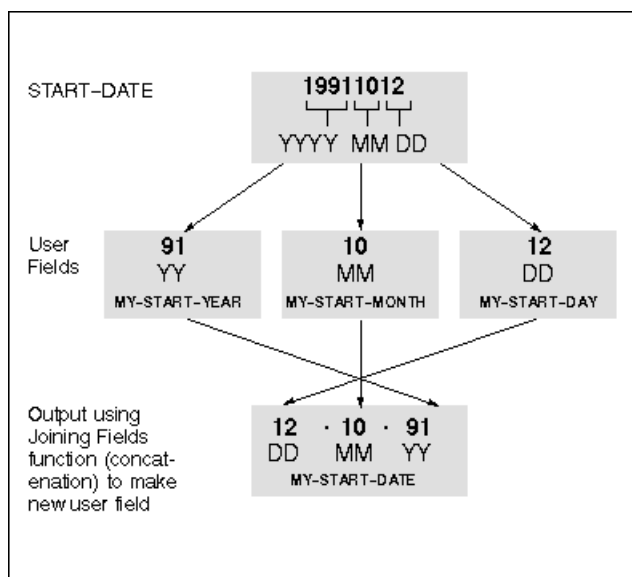 START-DATE
19911012
YYYY MM DD
User
Fields
91
YY
MY-START-YEAR
10
MM
MY-START-MONTH
12
DD
MY-START-DAY
Output using
Joining Fields
function (concat-
enation) to make
new user field
12 · 10 · 91
DD MM YY
MY-START-DATE